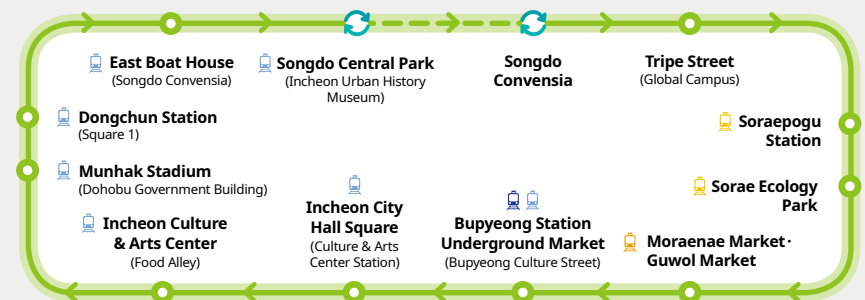 East Boat House
(Songdo Convensia)
Songdo Central Park
(Incheon Urban History
Museum)
Songdo
Convensia
Tripe Street
(Global Campus)
Dongchun Station
(Square 1)
Soraepogu
Station
Munhak Stadium
(Dohobu Government Building)
Sorae Ecology
Park
Incheon Culture
& Arts Center
(Food Alley)
Incheon City
Hall Square
(Culture & Arts
Center Station)
Bupyeong Station
Underground Market
(Bupyeong Culture Street)
Moraenae Market·
Guwol Market